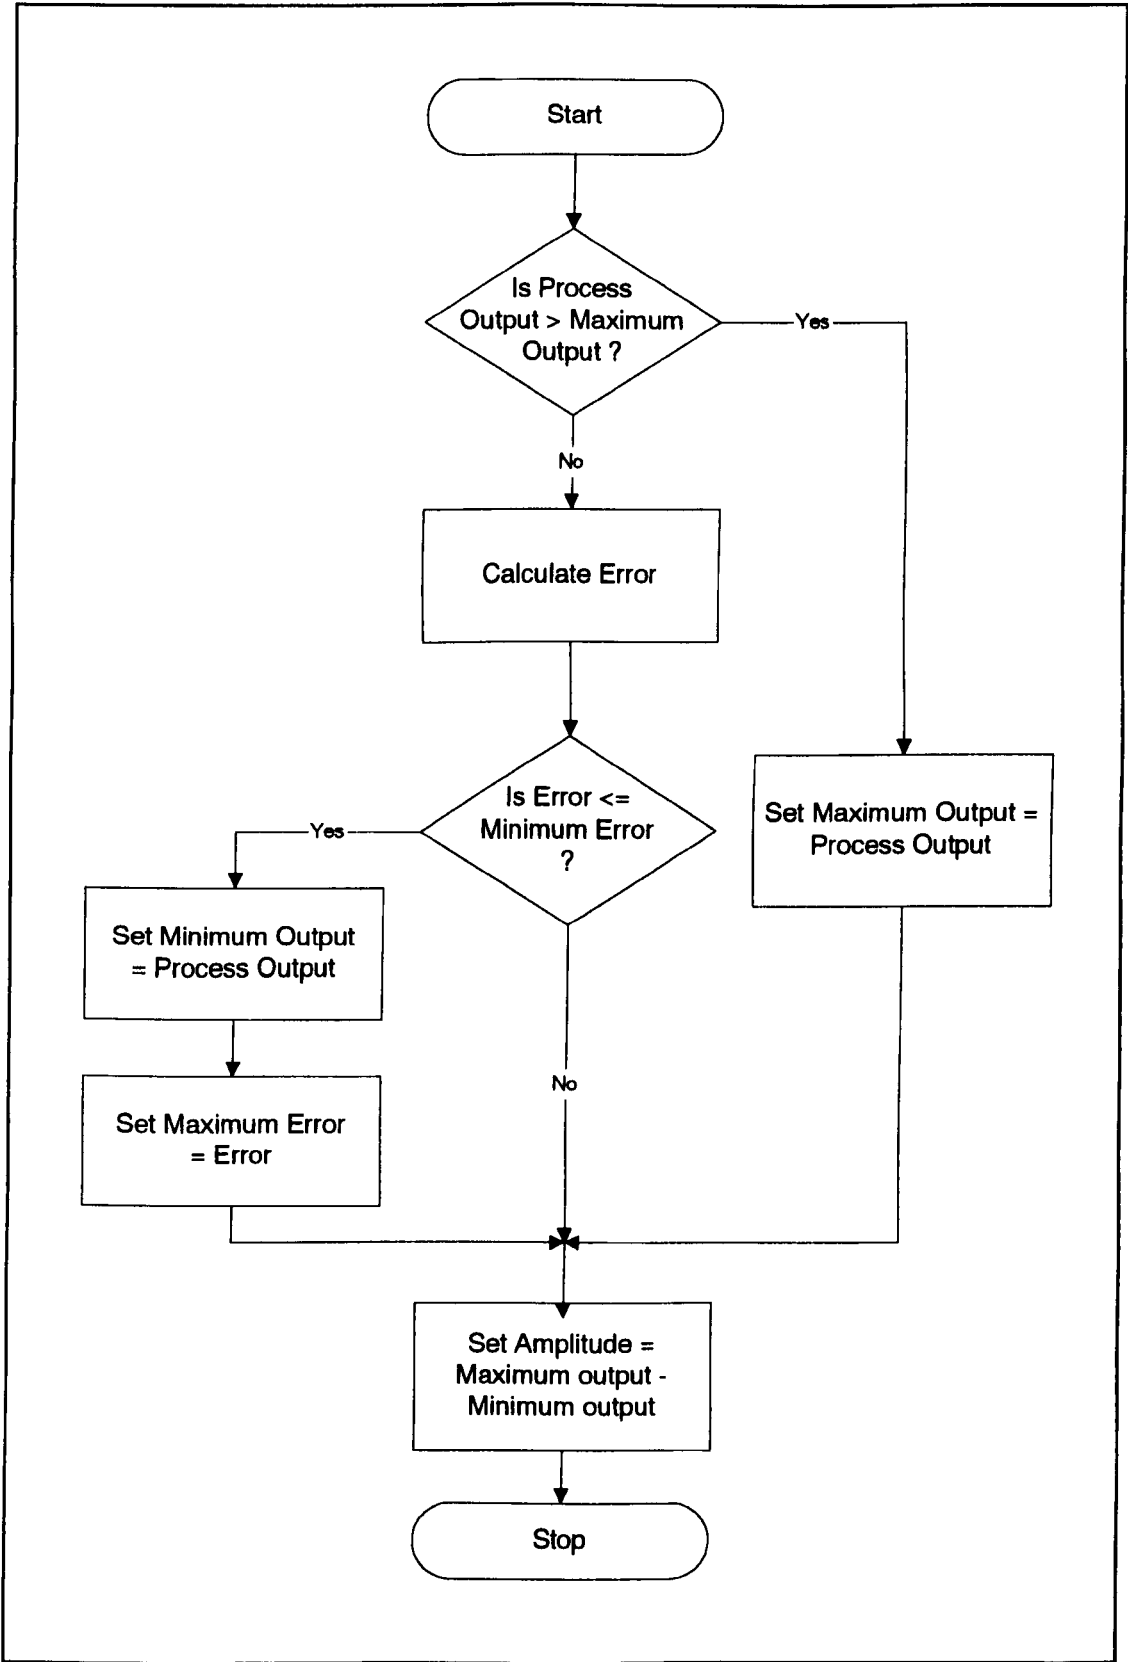 Start
Is Process
Output > Maximum
Output ?
Yes
No
Calculate Error
Is Error <=
Minimum Error
?
Yes
Set Maximum Output =
Process Output
Set Minimum Output
= Process Output
No
Set Maximum Error
= Error
Set Amplitude =
Maximum output -
Minimum output
Stop